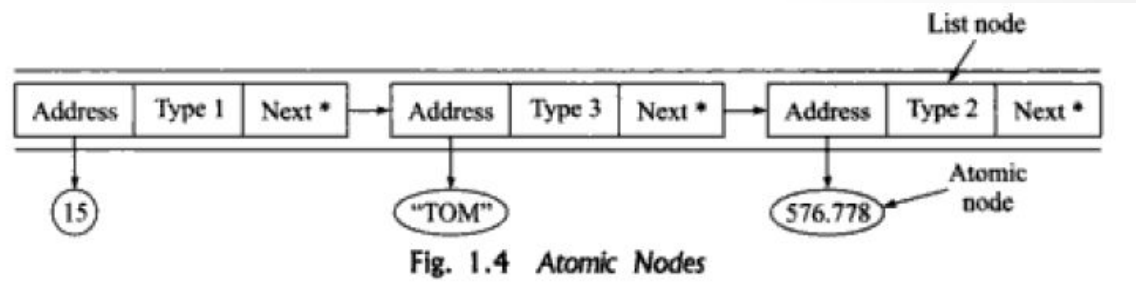 List node
Address Type 1 Next * Address Type 3 Next * Address Type 2 Next *
Atomic
node
15 “TOM” 576.778
Fig. 1.4 Atomic Nodes